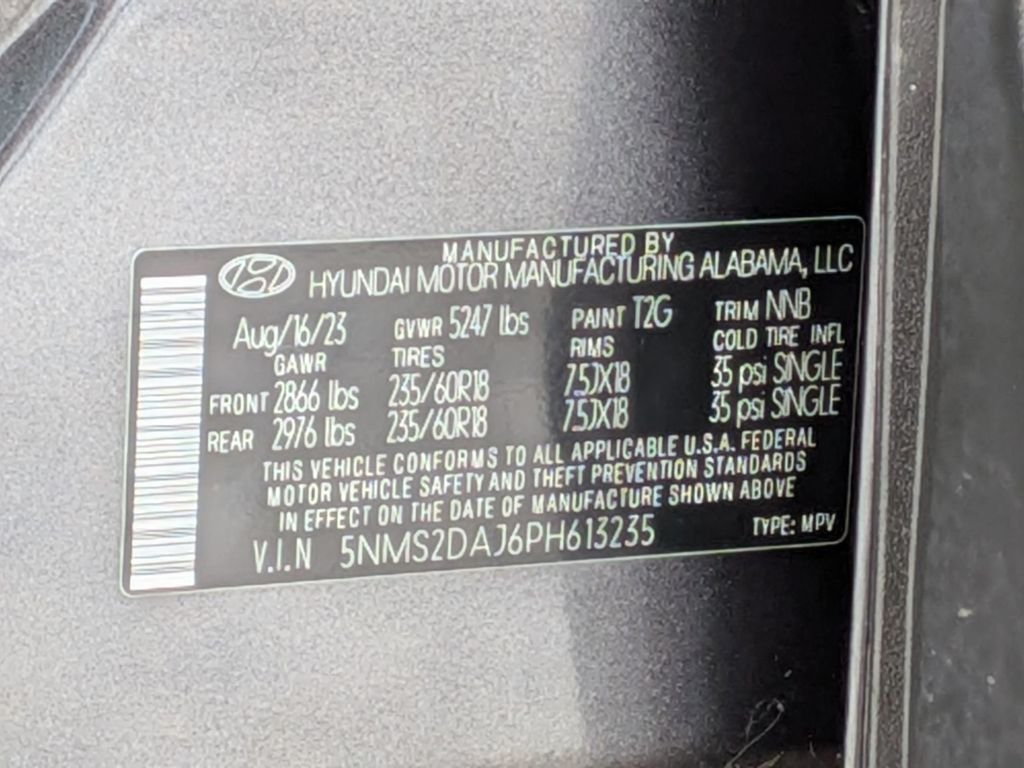 MANUFACTURED BY
HYUNDAI MOTOR MANUFACTURING ALABAMA, LLC
Aug/16/23 GVWR 5247 lbs PAINT T2G TRIM NNB
GAWR TIRES RIMS COLD TIRE INFL
FRONT 2866 lbs 235/60R18 7.5JX18 35 psi SINGLE
REAR 2976 lbs 235/60R18 7.5JX18 35 psi SINGLE
THIS VEHICLE CONFORMS TO ALL APPLICABLE U.S.A. FEDERAL
MOTOR VEHICLE SAFETY AND THEFT PREVENTION STANDARDS
IN EFFECT ON THE DATE OF MANUFACTURE SHOWN ABOVE
V.I.N 5NMS2DAJ6PH613235 TYPE: MPV